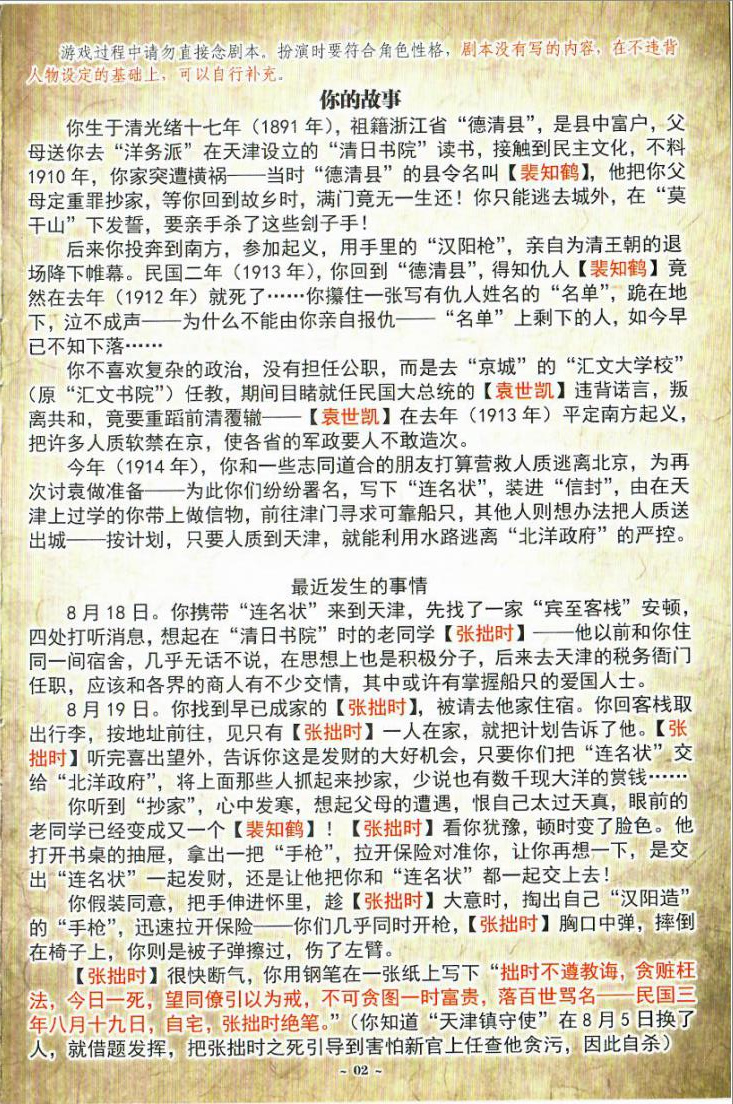 游戏过程中请勿直接念剧本。扮演时要符合角色性格，剧本没有写的内容，在不违背
人物设定的基础上，可以自行补充。
你的故事
你生于清光绪十七年（1891 年），祖籍浙江省“德清县”，是县中富户，父
母送你去“洋务派”在天津设立的“清日书院”读书，接触到民主文化，不料
1910 年，你家突遭横祸——当时“德清县”的县令名叫【裴知鹤】，他把你父
母定重罪抄家，等你回到故乡时，满门竟无一生还！你只能逃去城外，在“莫
干山”下发誓，要亲手杀了这些刽子手！
后来你投奔到南方，参加起义，用手里的“汉阳枪”，亲自为清王朝的退
场降下帷幕。民国二年（1913 年），你回到“德清县”，得知仇人【裴知鹤】竟
然在去年（1912 年）就死了……你攥住一张写有仇人姓名的“名单”，跪在地
下，泣不成声——为什么不能由你亲自报仇——“名单”上剩下的人，如今早
已不知下落……
你不喜欢复杂的政治，没有担任公职，而是去“京城”的“汇文大学校”
（原“汇文书院”）任教，期间目睹就任民国大总统的【袁世凯】违背诺言，叛
离共和，竟要重蹈前清覆辙——【袁世凯】在去年（1913 年）平定南方起义，
把许多人质软禁在京，使各省的军政要人不敢造次。
今年（1914 年），你和一些志同道合的朋友打算营救人质逃离北京，为再
次讨袁做准备——为此你们纷纷署名，写下“连名状”，装进“信封”，由在天
津上过学的你带上做信物，前往津门寻求可靠船只，其他人则想办法把人质送
出城——按计划，只要人质到天津，就能利用水路逃离“北洋政府”的严控。
最近发生的事情
8 月 18 日。你携带“连名状”来到天津，先找了一家“宾至客栈”安顿，
四处打听消息，想起在“清日书院”时的老同学【张拙时】——他以前和你住
同一间宿舍，几乎无话不说，在思想上也是积极分子，后来去天津的税务衙门
任职，应该和各界的商人有不少交情，其中或许有掌握船只的爱国人士。
8 月 19 日。你找到早已成家的【张拙时】，被请去他家住宿。你回客栈取
出行李，按地址前往，见只有【张拙时】一人在家，就把计划告诉了他。【张
拙时】听完喜出望外，告诉你这是发财的大好机会，只要你们把“连名状”交
给“北洋政府”，将上面那些人抓起来抄家，少说也有数千现大洋的赏钱……
你听到“抄家”，心中发寒，想起父母的遭遇，恨自己太过天真，眼前的
老同学已经变成又一个【裴知鹤】！【张拙时】看你犹豫，顿时变了脸色。他
打开书桌的抽屉，拿出一把“手枪”，拉开保险对准你，让你再想一下，是交
出“连名状”一起发财，还是让他把你和“连名状”都一起交上去！
你假装同意，把手伸进怀里，趁【张拙时】大意时，掏出自己“汉阳造”
的“手枪”，迅速拉开保险——你们几乎同时开枪，【张拙时】胸口中弹，摔倒
在椅子上，你则是被子弹擦过，伤了左臂。
【张拙时】很快断气，你用钢笔在一张纸上写下“拙时不遵教诲，贪赃枉
法，今日一死，望同僚引以为戒，不可贪图一时富贵，落百世骂名——民国三
年八月十九日，自宅，张拙时绝笔。”（你知道“天津镇守使”在 8 月 5 日换了
人，就借题发挥，把张拙时之死引导到害怕新官上任查他贪污，因此自杀）
~ 02 ~